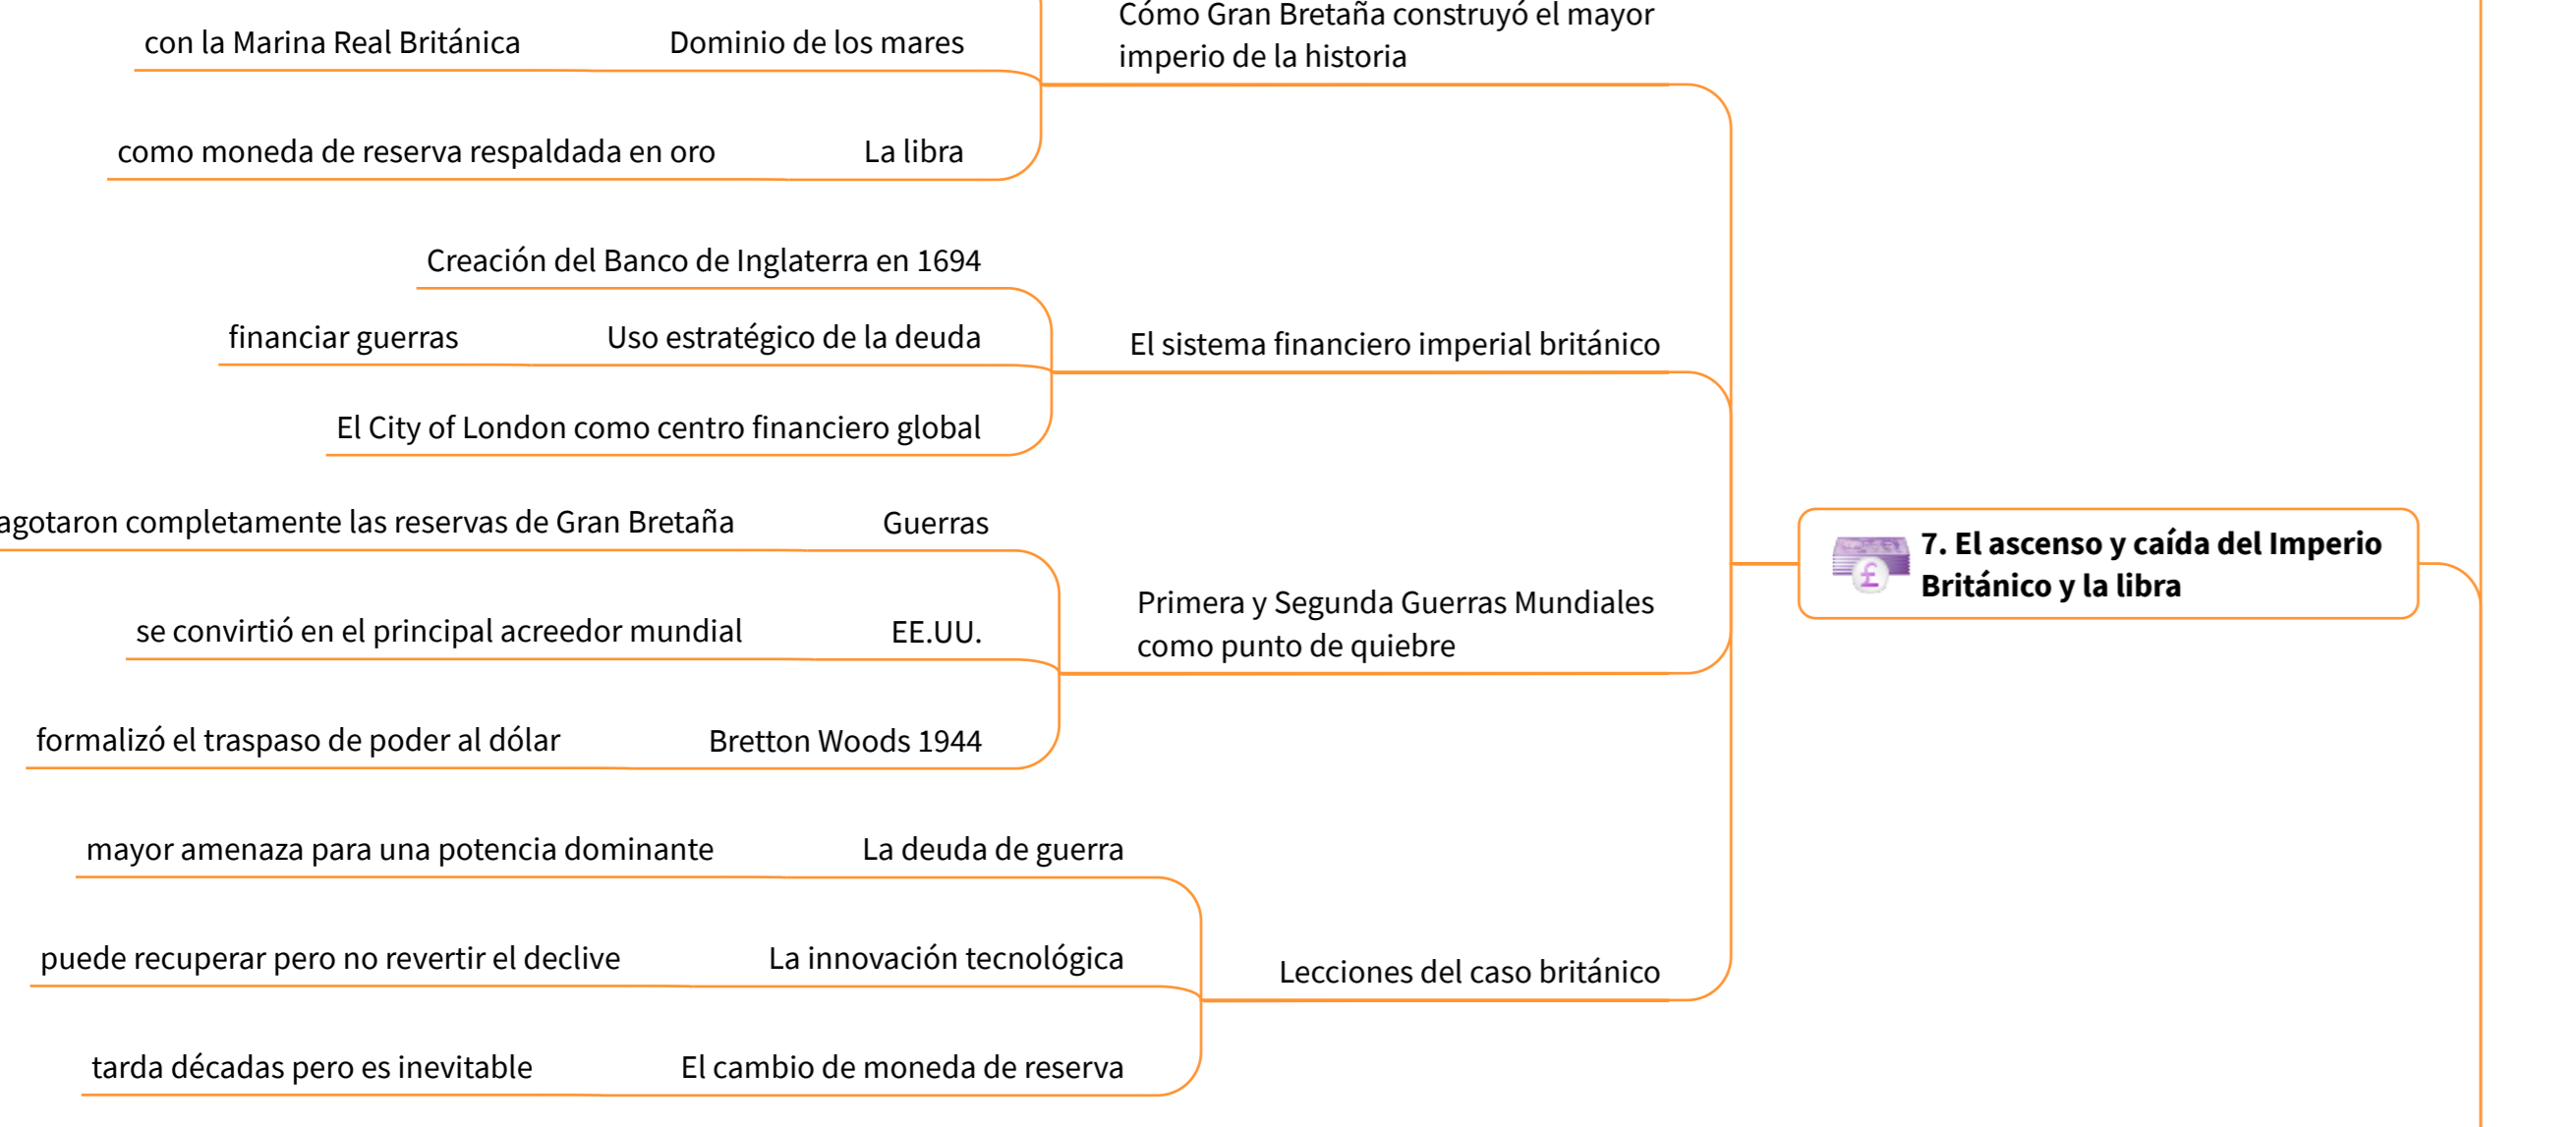 Cómo Gran Bretaña construyó el mayor
imperio de la historia
Dominio de los mares
con la Marina Real Británica
La libra
como moneda de reserva respaldada en oro
El sistema financiero imperial británico
Creación del Banco de Inglaterra en 1694
Uso estratégico de la deuda
financiar guerras
El City of London como centro financiero global
7. El ascenso y caída del Imperio
Británico y la libra
£
Primera y Segunda Guerras Mundiales
como punto de quiebre
Guerras
agotaron completamente las reservas de Gran Bretaña
EE.UU.
se convirtió en el principal acreedor mundial
Bretton Woods 1944
formalizó el traspaso de poder al dólar
Lecciones del caso británico
La deuda de guerra
mayor amenaza para una potencia dominante
La innovación tecnológica
puede recuperar pero no revertir el declive
El cambio de moneda de reserva
tarda décadas pero es inevitable